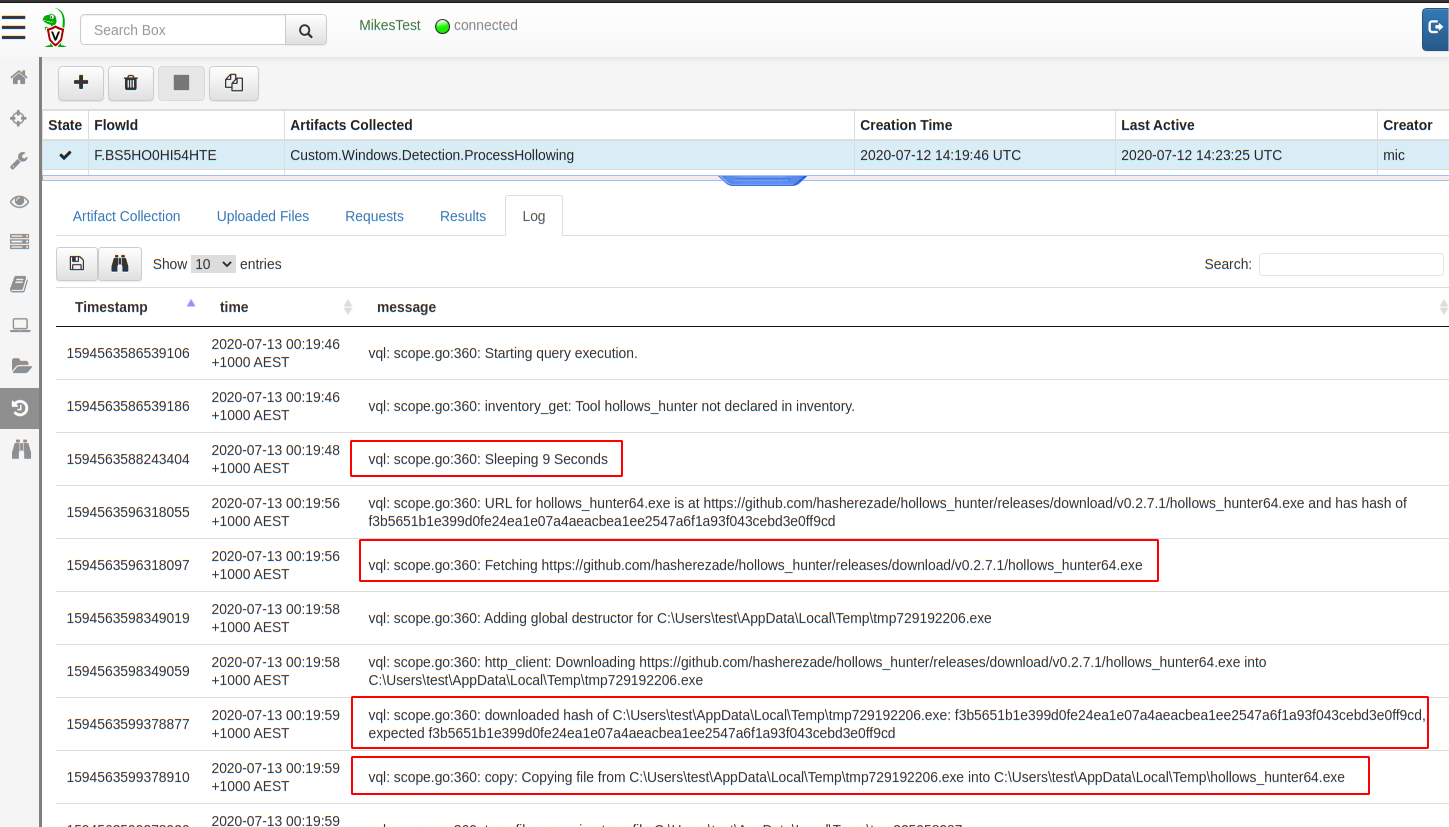 V
Search Box
MikesTest
connected
State FlowId Artifacts Collected Creation Time Last Active Creator
F.BS5HO0HI54HTE Custom.Windows.Detection.ProcessHollowing 2020-07-12 14:19:46 UTC 2020-07-12 14:23:25 UTC mic
Artifact Collection Uploaded Files Requests Results Log
Show 10 entries Search:
Timestamp time message
1594563586539106 2020-07-13 00:19:46 vql: scope.go:360: Starting query execution.
+1000 AEST
1594563586539186 2020-07-13 00:19:46 vql: scope.go:360: inventory_get: Tool hollows_hunter not declared in inventory.
+1000 AEST
1594563588243404 2020-07-13 00:19:48 vql: scope.go:360: Sleeping 9 Seconds
+1000 AEST
1594563596318055 2020-07-13 00:19:56 vql: scope.go:360: URL for hollows_hunter64.exe is at https://github.com/hasherezade/hollows_hunter/releases/download/v0.2.7.1/hollows_hunter64.exe and has hash of
+1000 AEST f3b5651b1e399d0fe24ea1e07a4aeacbea1ee2547a6f1a93f043cebd3e0ff9cd
1594563596318097 2020-07-13 00:19:56 vql: scope.go:360: Fetching https://github.com/hasherezade/hollows_hunter/releases/download/v0.2.7.1/hollows_hunter64.exe
+1000 AEST
1594563598349019 2020-07-13 00:19:58 vql: scope.go:360: Adding global destructor for C:\Users\test\AppData\Local\Temp\tmp729192206.exe
+1000 AEST
1594563598349059 2020-07-13 00:19:58 vql: scope.go:360: http_client: Downloading https://github.com/hasherezade/hollows_hunter/releases/download/v0.2.7.1/hollows_hunter64.exe into
+1000 AEST C:\Users\test\AppData\Local\Temp\tmp729192206.exe
1594563599378877 2020-07-13 00:19:59 vql: scope.go:360: downloaded hash of C:\Users\test\AppData\Local\Temp\tmp729192206.exe: f3b5651b1e399d0fe24ea1e07a4aeacbea1ee2547a6f1a93f043cebd3e0ff9cd,
+1000 AEST expected f3b5651b1e399d0fe24ea1e07a4aeacbea1ee2547a6f1a93f043cebd3e0ff9cd
1594563599378910 2020-07-13 00:19:59 vql: scope.go:360: copy: Copying file from C:\Users\test\AppData\Local\Temp\tmp729192206.exe into C:\Users\test\AppData\Local\Temp\hollows_hunter64.exe
+1000 AEST
2020-07-13 00:19:59